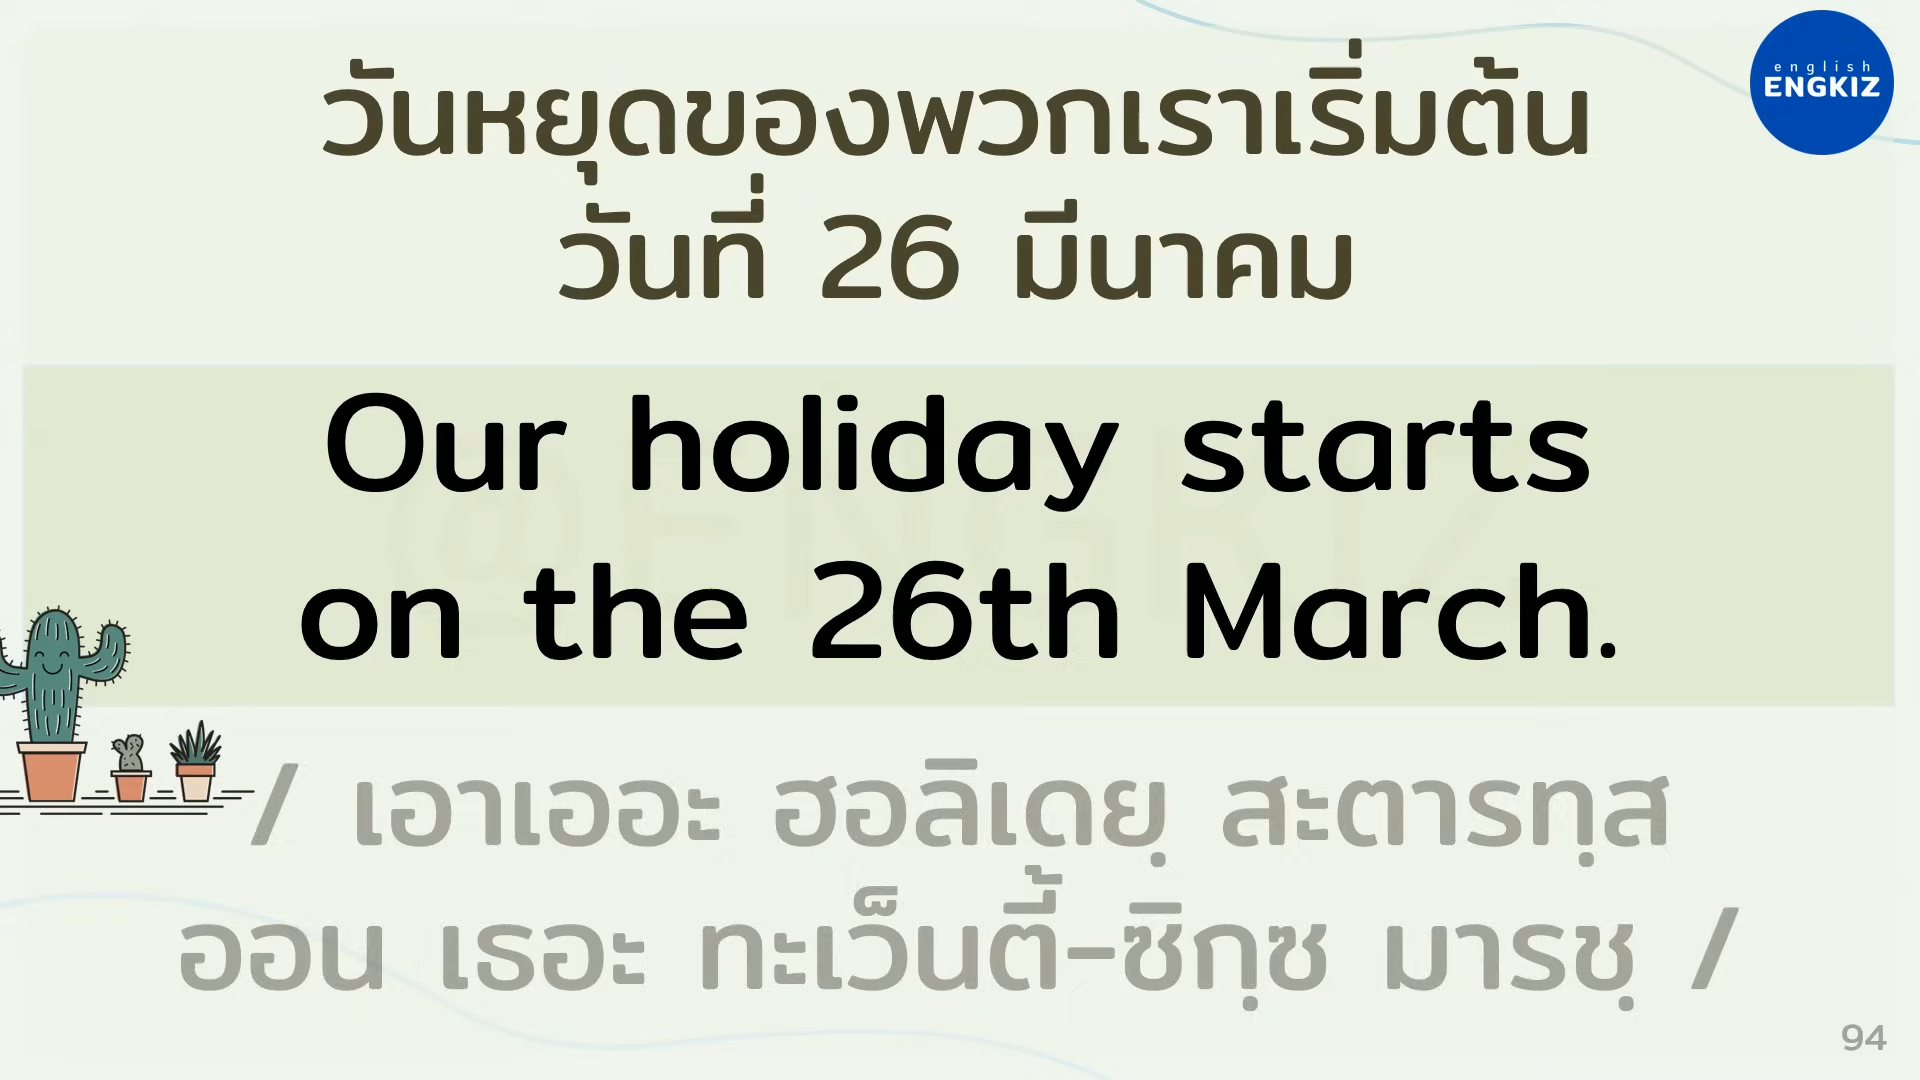 english
ENGKIZ
วันหยุดของพวกเราเริ่มต้น
วันที่ 26 มีนาคม
Our holiday starts
on the 26th March.
/ เอาเออะ ฮอลิเดยฺ สะตารทฺส
ออน เธอะ ทะเว็นตี้-ซิกฺซ มารชฺ /
94